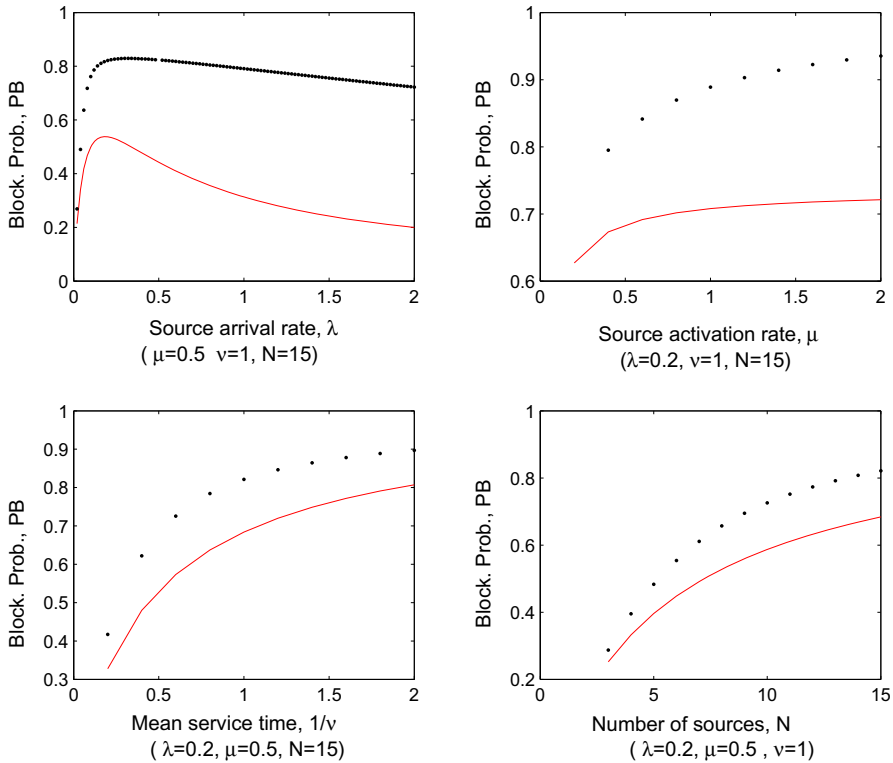 1
0.8
0.6
0.4
0.2
0
Block. Prob., PB
0 0.5 1 1.5 2
Source arrival rate, λ
( μ=0.5 ν=1, N=15)
1
0.9
0.8
0.7
0.6
Block. Prob., PB
0 0.5 1 1.5 2
Source activation rate, μ
(λ=0.2, ν=1, N=15)
1
0.9
0.8
0.7
0.6
0.5
0.4
0.3
Block. Prob., PB
0 0.5 1 1.5 2
Mean service time, 1/ν
( λ=0.2, μ=0.5, N=15)
1
0.8
0.6
0.4
0.2
Block. Prob., PB
0 5 10 15
Number of sources, N
( λ=0.2, μ=0.5 , ν=1)